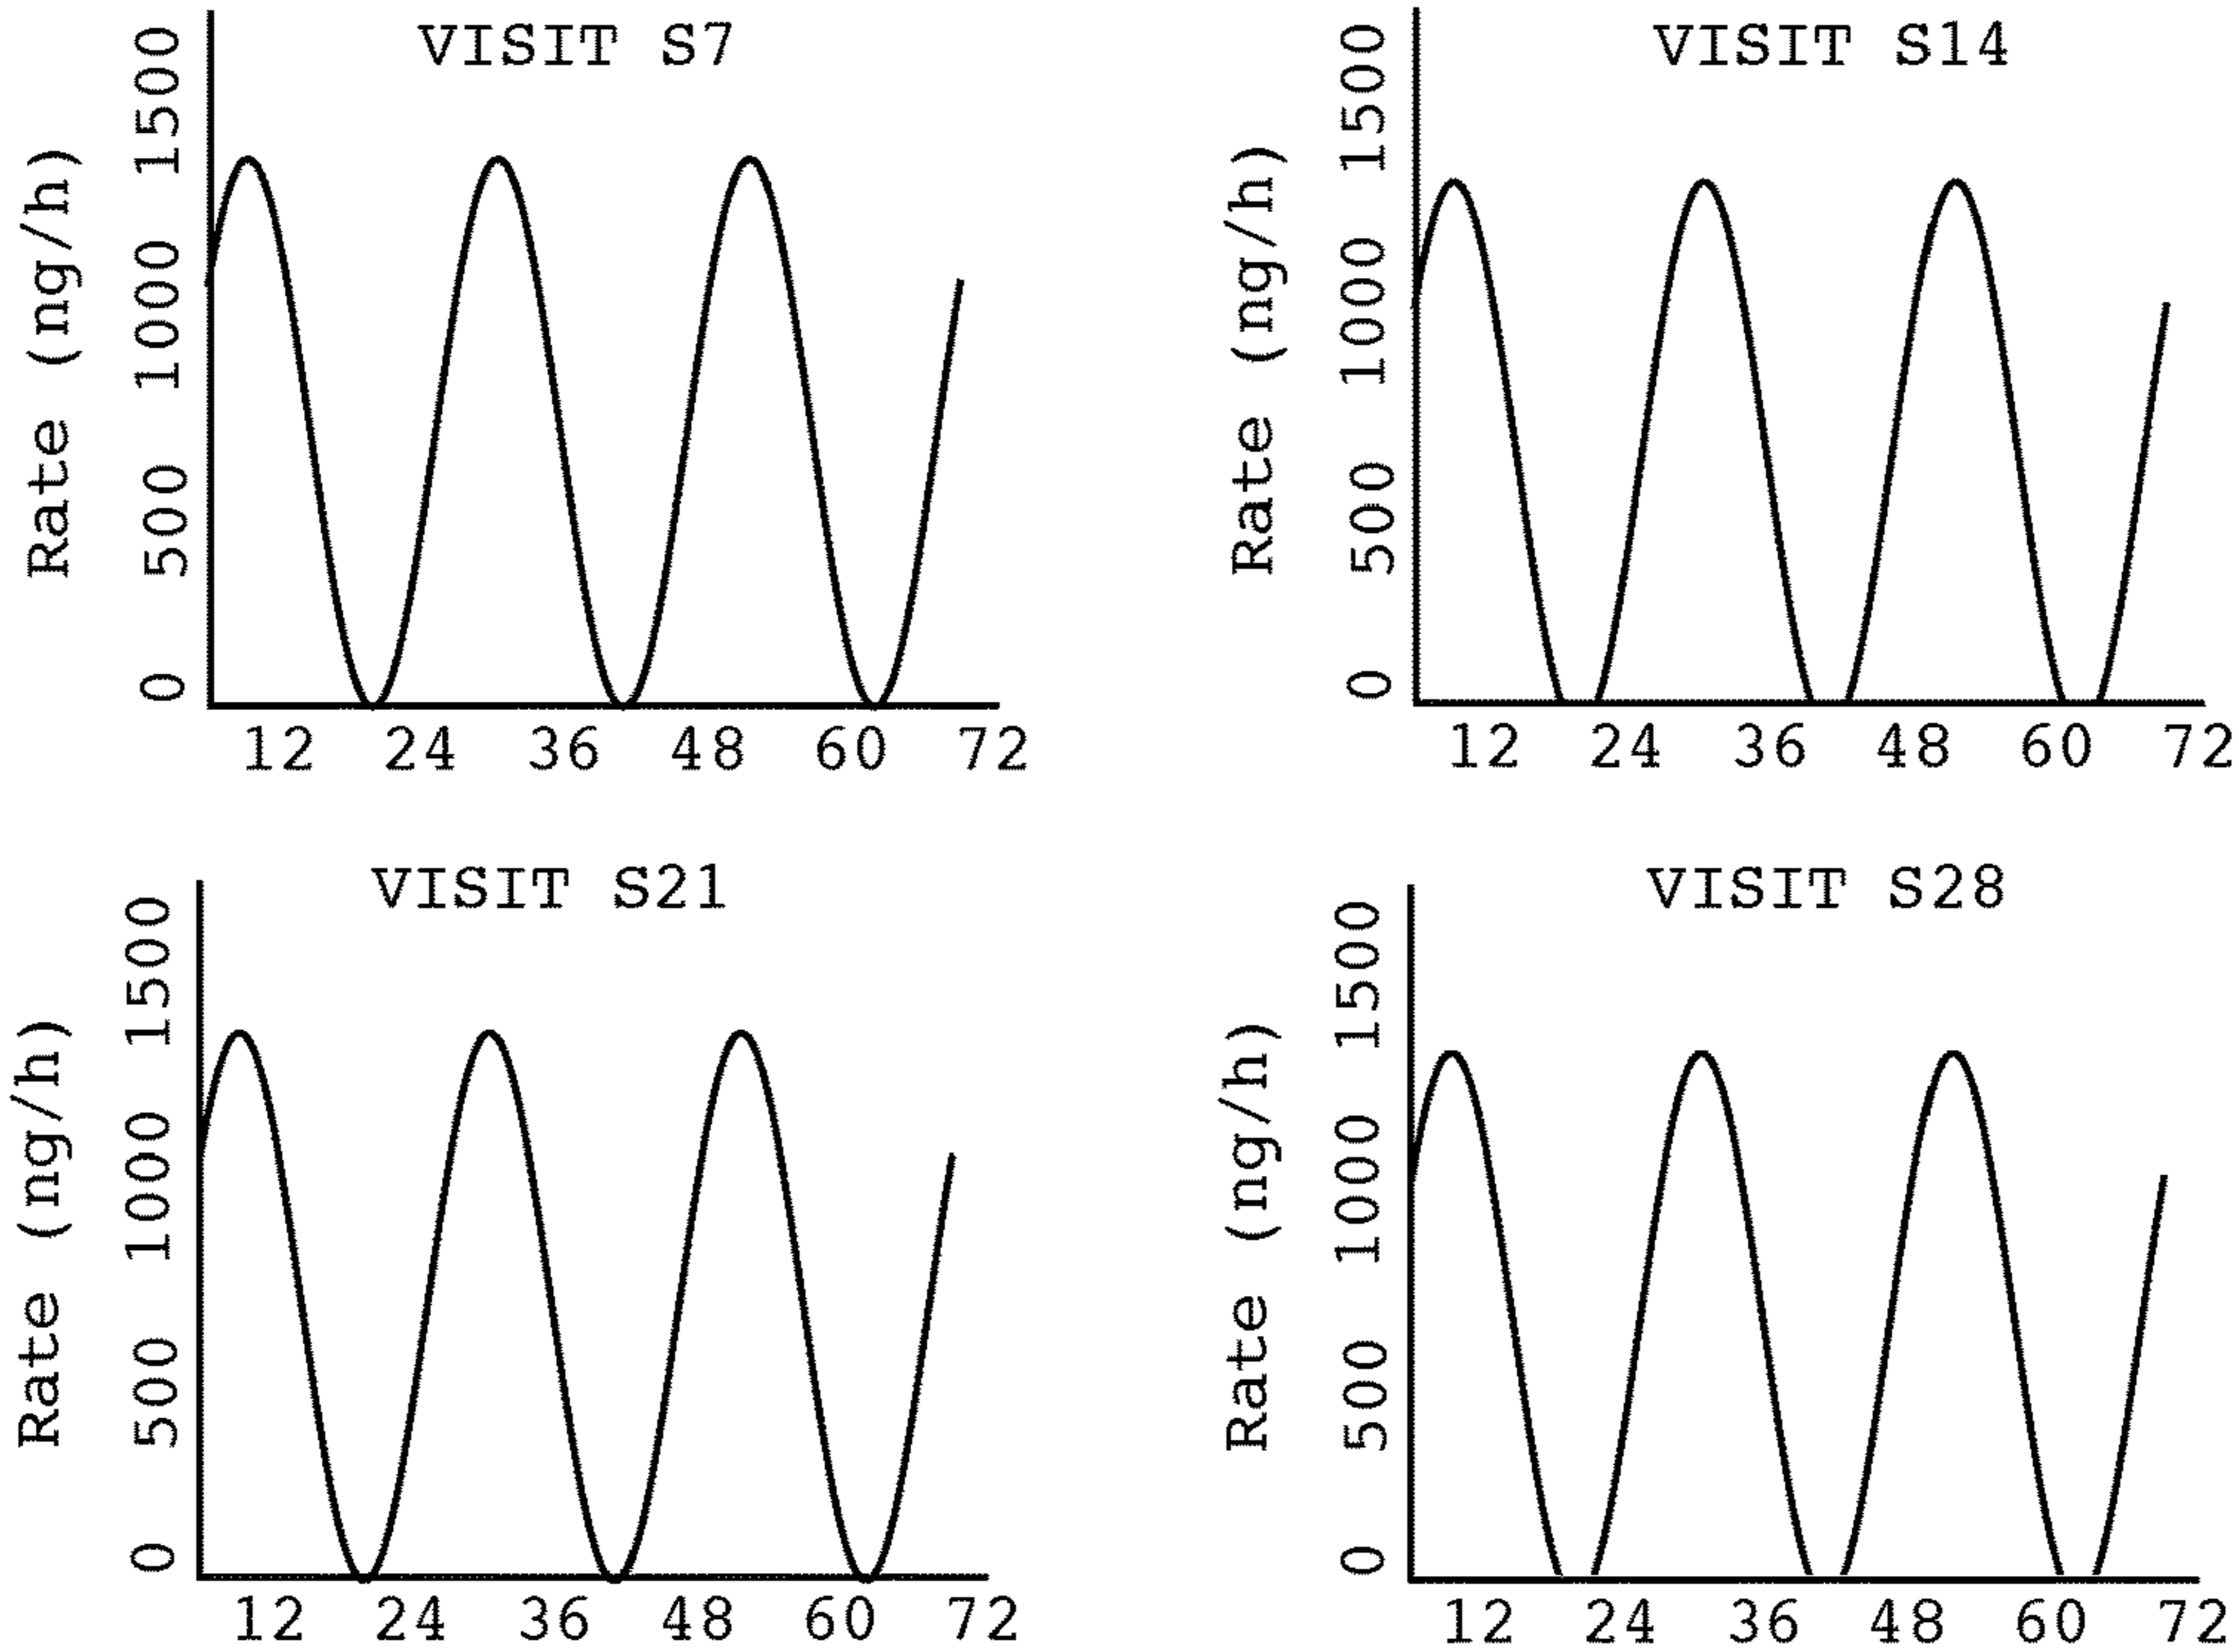 VISIT S7
Rate (ng/h)
1500
1000
500
0
12 24 36 48 60 72
VISIT S14
Rate (ng/h)
1500
1000
500
0
12 24 36 48 60 72
VISIT S21
Rate (ng/h)
1500
1000
500
0
12 24 36 48 60 72
VISIT S28
Rate (ng/h)
1500
1000
500
0
12 24 36 48 60 72